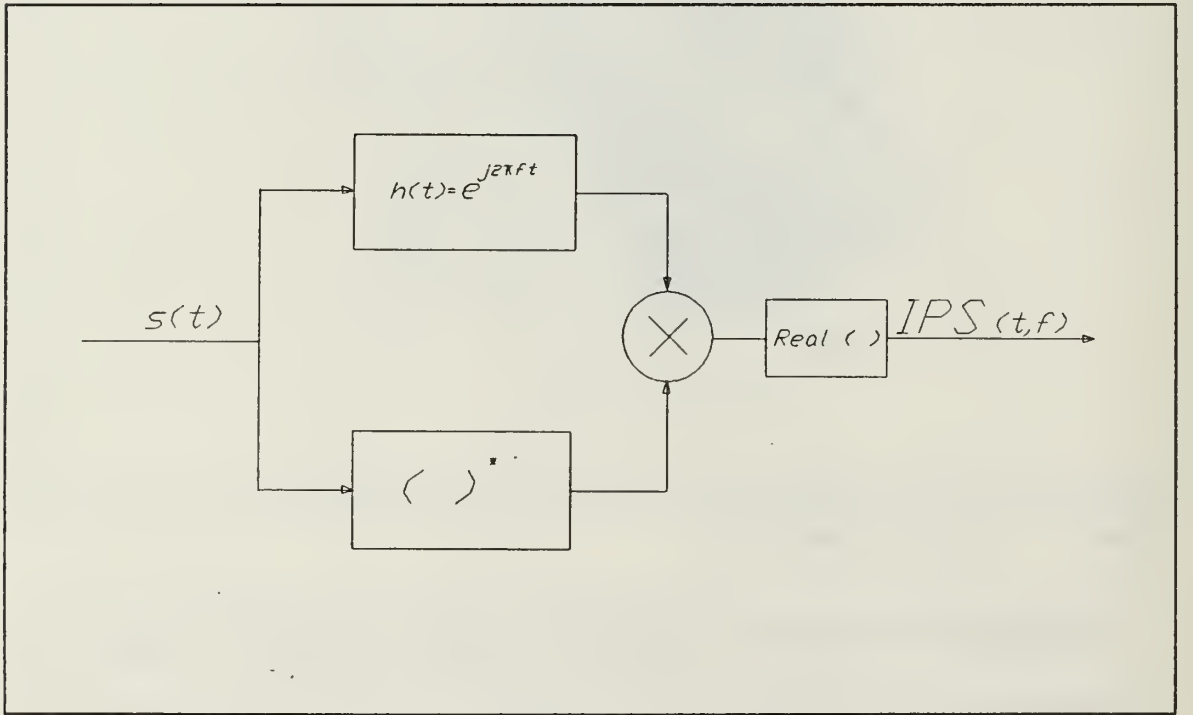 h(t)=e^{j2πft}
s(t)
Real ( )
IPS (t,f)
( )*